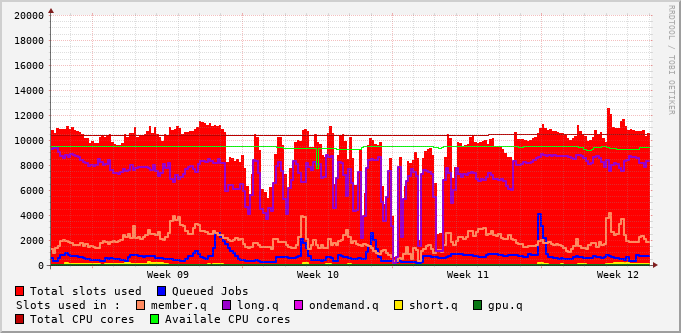 20000
18000
16000
14000
12000
10000
8000
6000
4000
2000
0
Week 09 Week 10 Week 11 Week 12
RRDTOOL / TOBI OETIKER
Total slots used Queued Jobs
Slots used in : member.q long.q ondemand.q short.q gpu.q
Total CPU cores Availale CPU cores